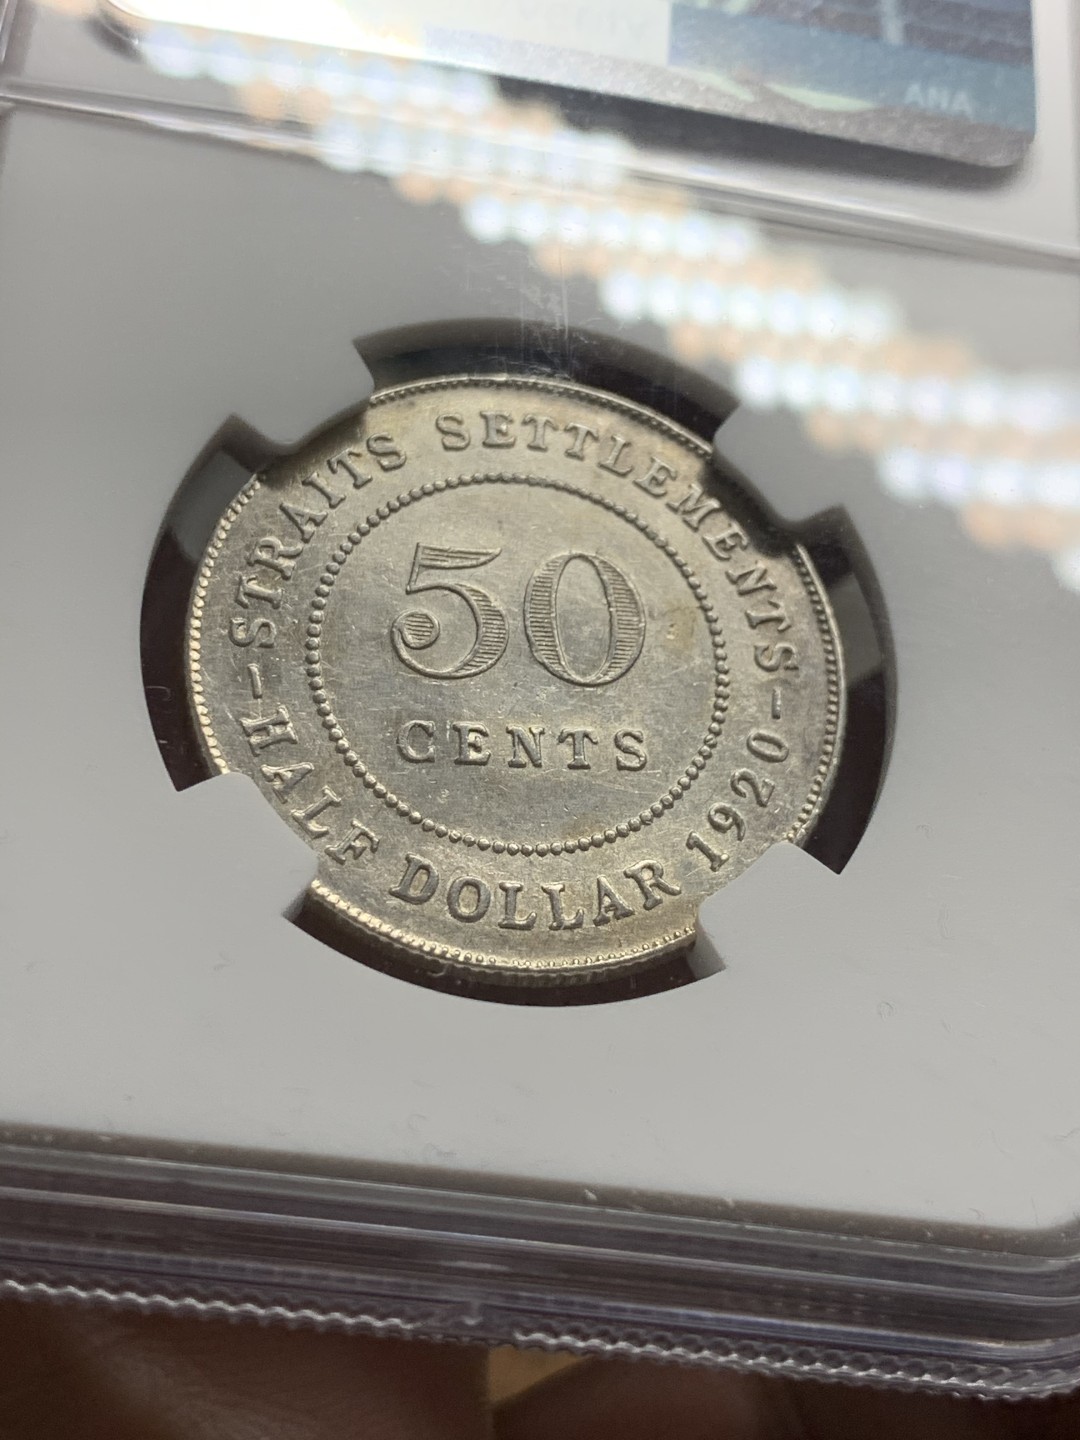 ANA
STRAITS SETTLEMENTS
50
CENTS
HALF DOLLAR 1920